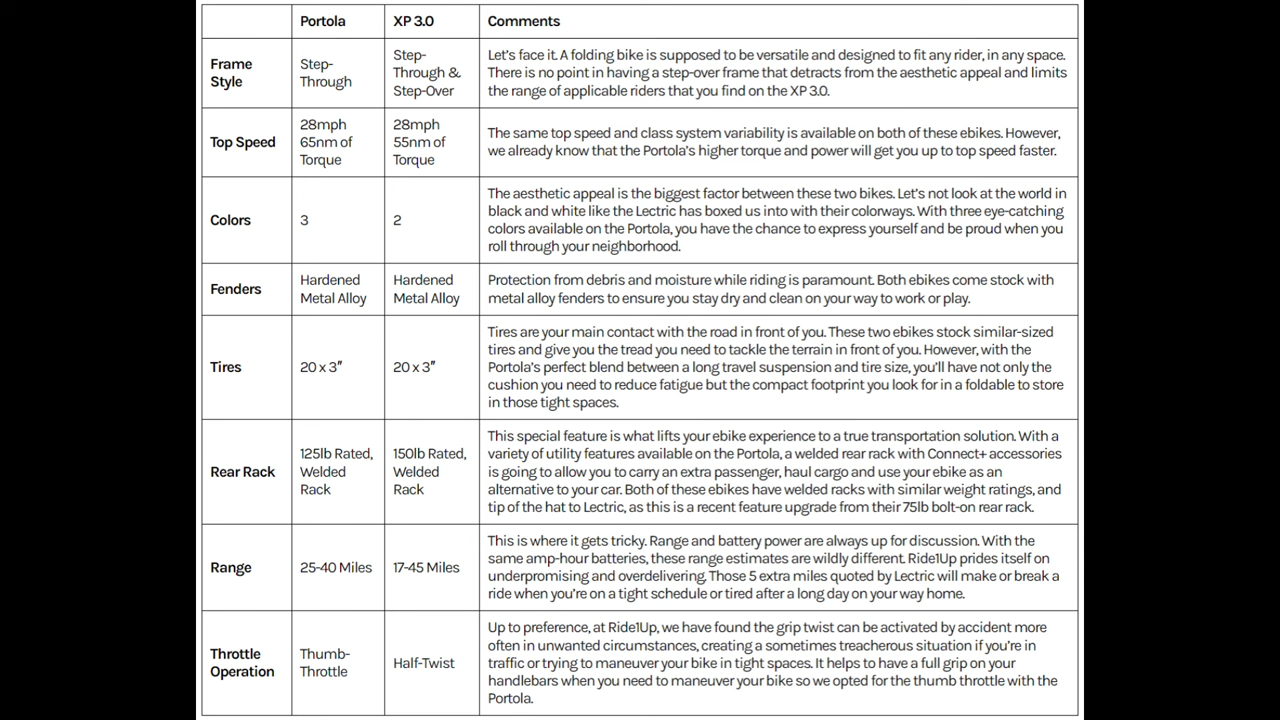 Portola XP 3.0 Comments
Frame Style
Step-Through
Step-Through & Step-Over
Let's face it. A folding bike is supposed to be versatile and designed to fit any rider, in any space.
There is no point in having a step-over frame that detracts from the aesthetic appeal and limits
the range of applicable riders that you find on the XP 3.0.
Top Speed
28mph
65nm of
Torque
28mph
55nm of
Torque
The same top speed and class system variability is available on both of these ebikes. However,
we already know that the Portola's higher torque and power will get you up to top speed faster.
Colors
3
2
The aesthetic appeal is the biggest factor between these two bikes. Let's not look at the world in
black and white like the Lectric has boxed us into with their colorways. With three eye-catching
colors available on the Portola, you have the chance to express yourself and be proud when you
roll through your neighborhood.
Fenders
Hardened
Metal Alloy
Hardened
Metal Alloy
Protection from debris and moisture while riding is paramount. Both ebikes come stock with
metal alloy fenders to ensure you stay dry and clean on your way to work or play.
Tires
20 x 3"
20 x 3"
Tires are your main contact with the road in front of you. These two ebikes stock similar-sized
tires and give you the tread you need to tackle the terrain in front of you. However, with the
Portola's perfect blend between a long travel suspension and tire size, you'll have not only the
cushion you need to reduce fatigue but the compact footprint you look for in a foldable to store
in those tight spaces.
Rear Rack
125lb Rated,
Welded
Rack
150lb Rated,
Welded
Rack
This special feature is what lifts your ebike experience to a true transportation solution. With a
variety of utility features available on the Portola, a welded rear rack with Connect+ accessories
is going to allow you to carry an extra passenger, haul cargo and use your ebike as an
alternative to your car. Both of these ebikes have welded racks with similar weight ratings, and
tip of the hat to Lectric, as this is a recent feature upgrade from their 75lb bolt-on rear rack.
Range
25-40 Miles
17-45 Miles
This is where it gets tricky. Range and battery power are always up for discussion. With the
same amp-hour batteries, these range estimates are wildly different. Ride1Up prides itself on
underpromising and overdelivering. Those 5 extra miles quoted by Lectric will make or break a
ride when you're on a tight schedule or tired after a long day on your way home.
Throttle
Operation
Thumb-
Throttle
Half-Twist
Up to preference, at Ride1Up, we have found the grip twist can be activated by accident more
often in unwanted circumstances, creating a sometimes treacherous situation if you're in
traffic or trying to maneuver your bike in tight spaces. It helps to have a full grip on your
handlebars when you need to maneuver your bike so we opted for the thumb throttle with the
Portola.